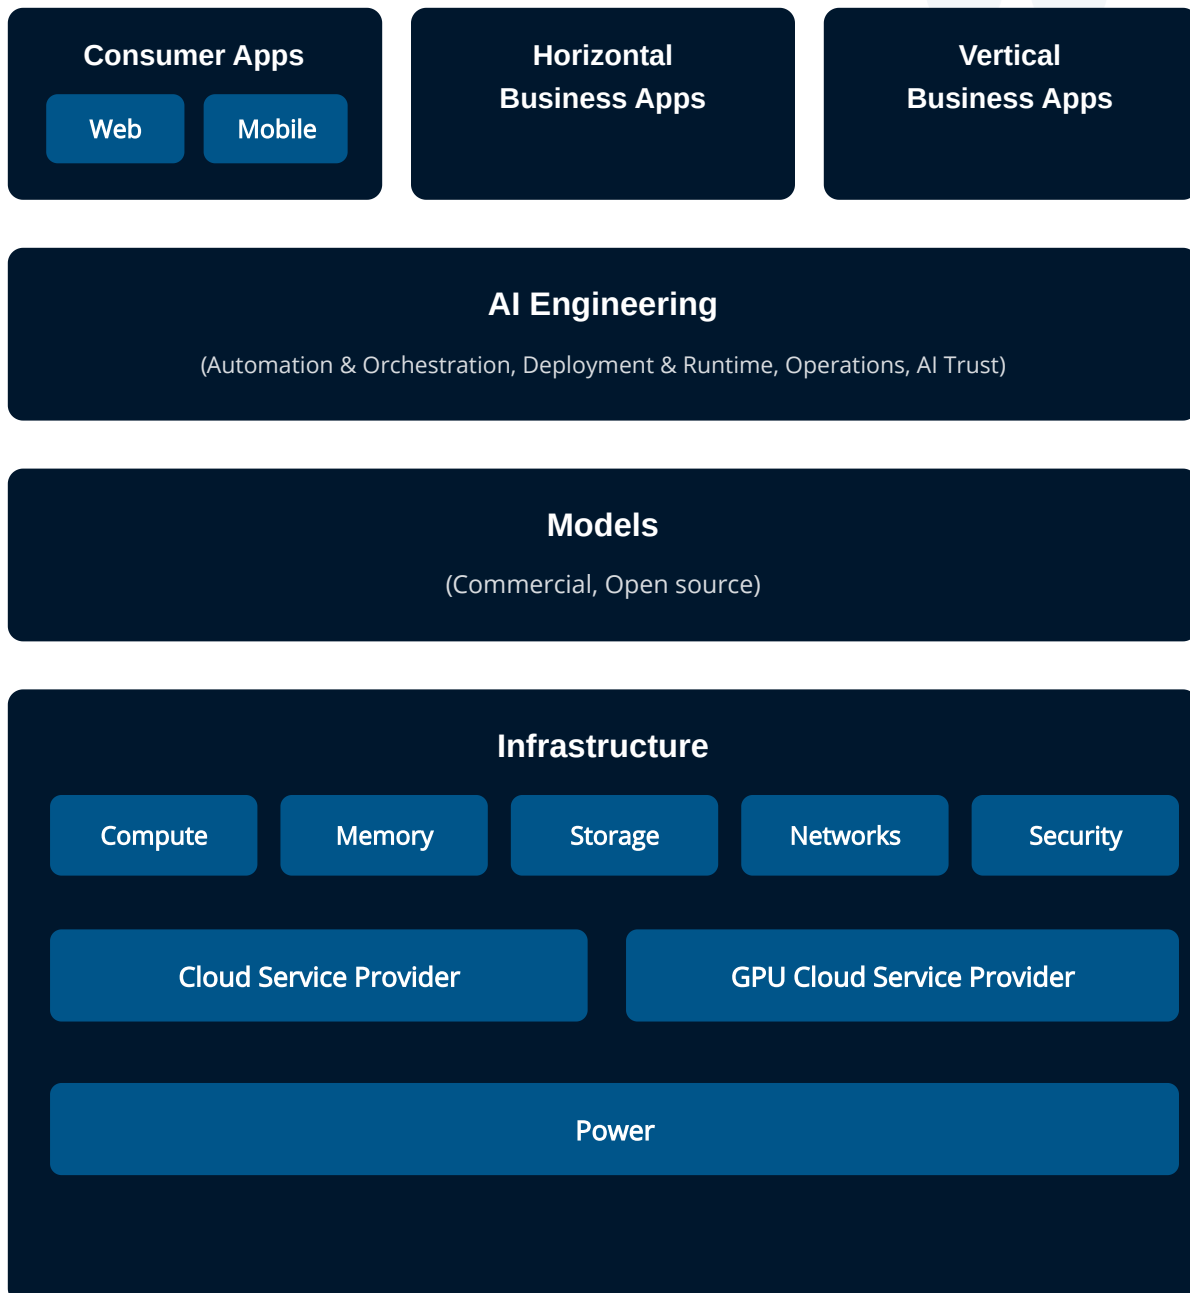 Consumer Apps
Web
Mobile
Horizontal
Business Apps
Vertical
Business Apps
AI Engineering
(Automation & Orchestration, Deployment & Runtime, Operations, AI Trust)
Models
(Commercial, Open source)
Infrastructure
Compute
Memory
Storage
Networks
Security
Cloud Service Provider
GPU Cloud Service Provider
Power